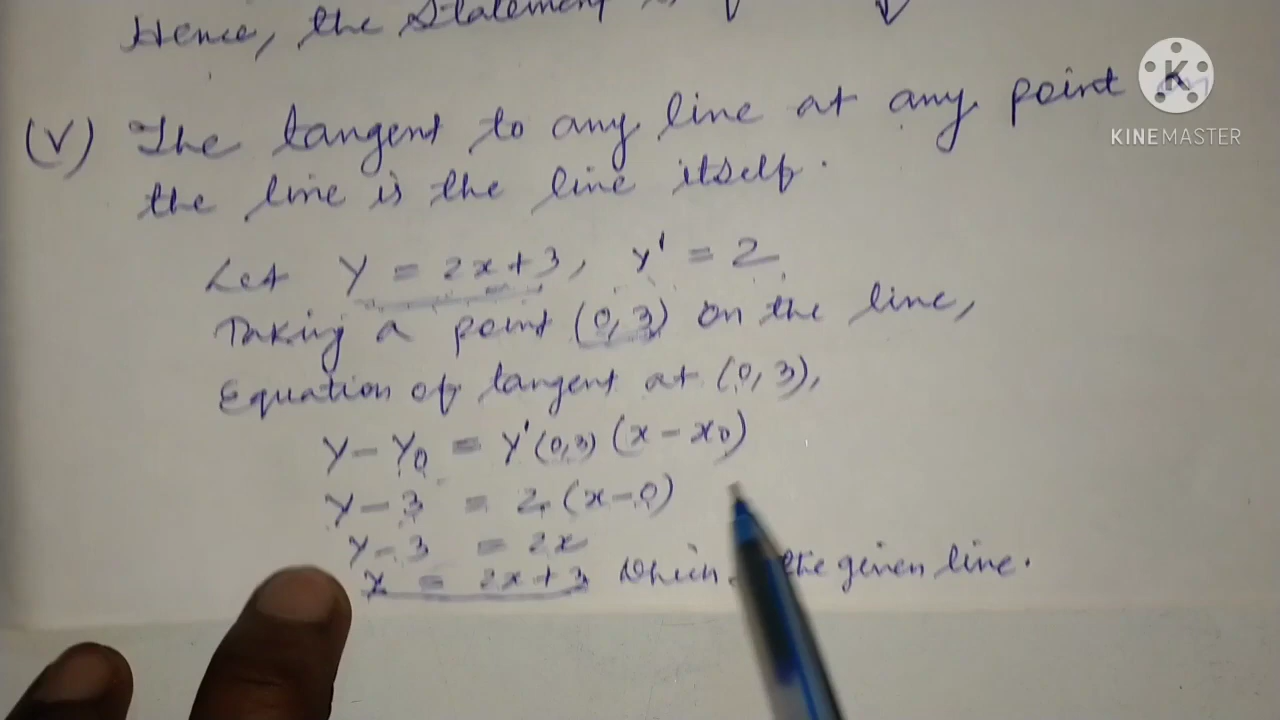 Hence, the Statement
(V) The tangent to any line at any point
the line is the line itself.
Let Y = 2x+3, Y' = 2
Taking a point (0,3) on the line,
Equation of tangent at (0,3),
Y-Y0 = Y'(0,3) (x-x0)
Y-3 = 2(x-0)
Y-3 = 2x
Y = 2x+3 which the given line.
K
KINEMASTER